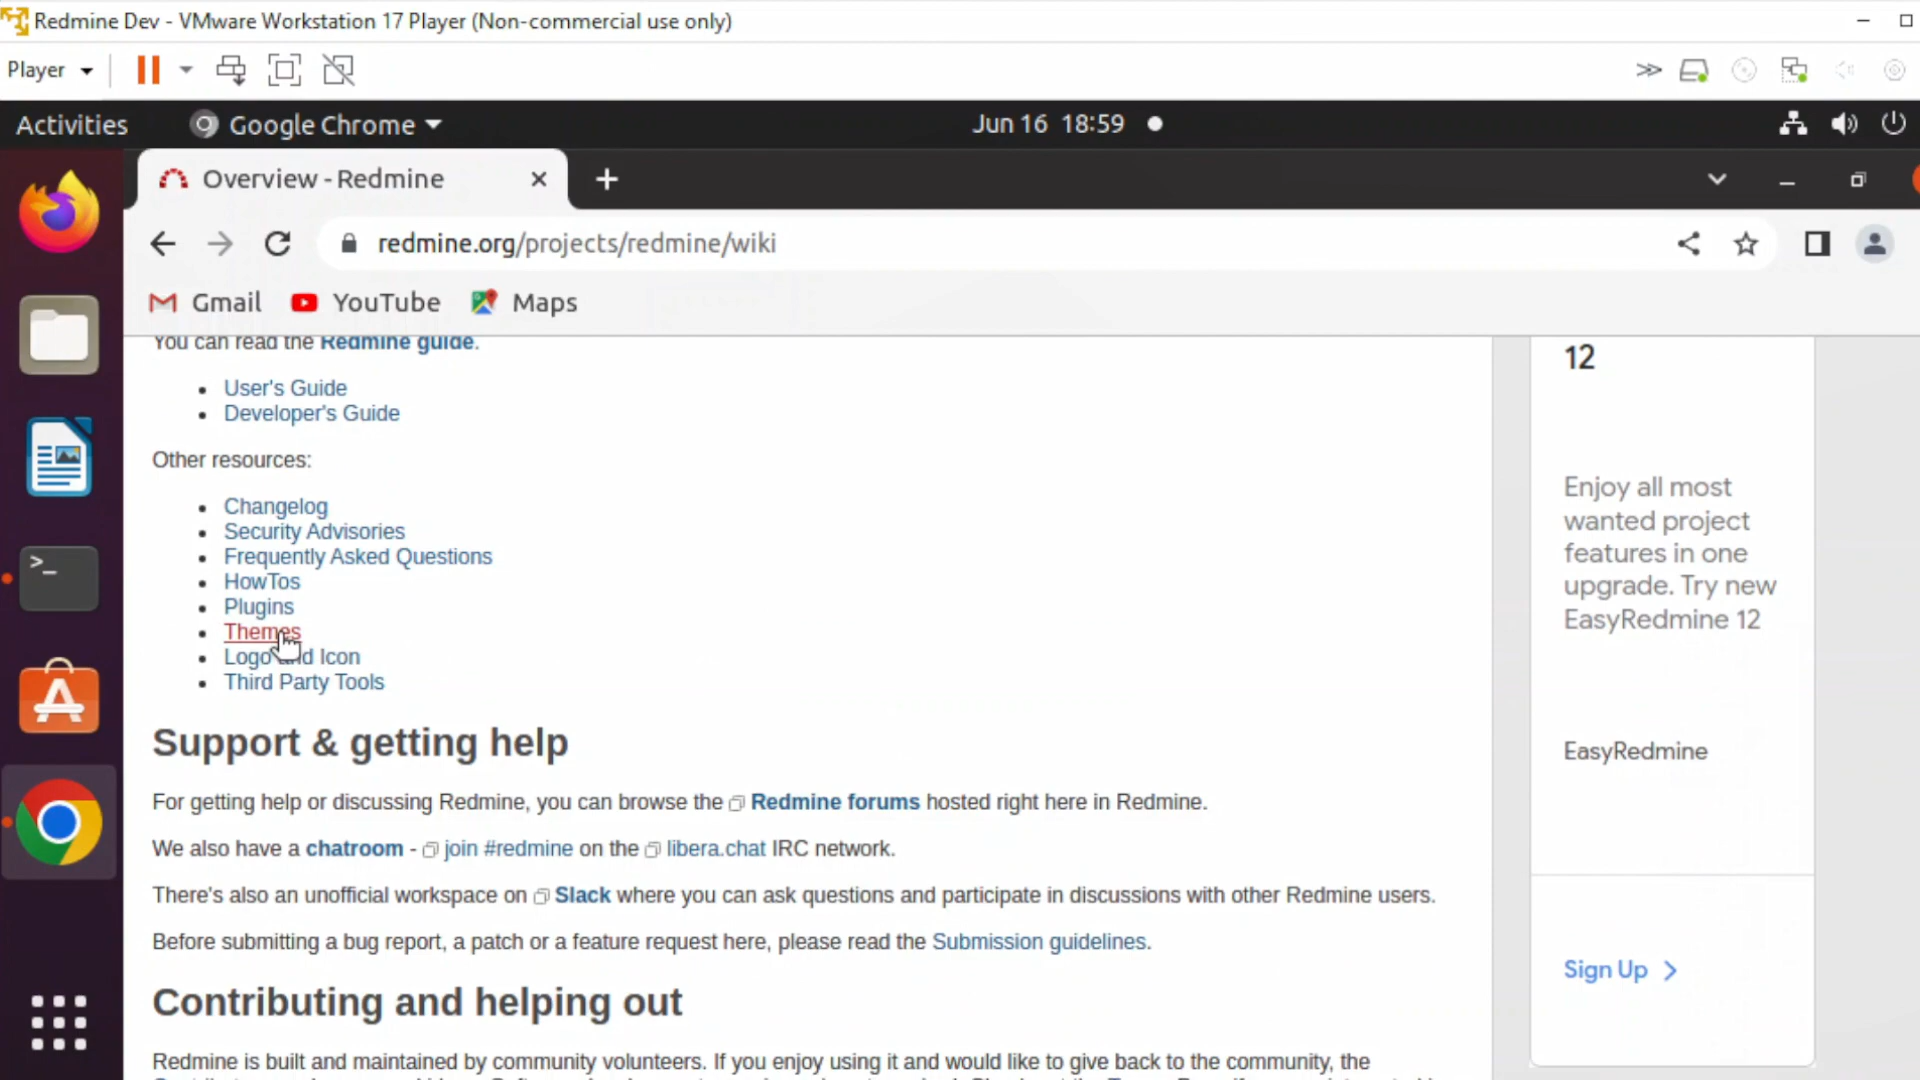 Redmine Dev - VMware Workstation 17 Player (Non-commercial use only)
Player
Activities Google Chrome Jun 16 18:59
Overview - Redmine
redmine.org/projects/redmine/wiki
Gmail YouTube Maps
You can read the Redmine guide.
User's Guide
Developer's Guide
Other resources:
Changelog
Security Advisories
Frequently Asked Questions
HowTos
Plugins
Themes
Logo and Icon
Third Party Tools
Support & getting help
For getting help or discussing Redmine, you can browse the Redmine forums hosted right here in Redmine.
We also have a chatroom - join #redmine on the libera.chat IRC network.
There's also an unofficial workspace on Slack where you can ask questions and participate in discussions with other Redmine users.
Before submitting a bug report, a patch or a feature request here, please read the Submission guidelines.
Contributing and helping out
Redmine is built and maintained by community volunteers. If you enjoy using it and would like to give back to the community, the
12
Enjoy all most
wanted project
features in one
upgrade. Try new
EasyRedmine 12
EasyRedmine
Sign Up